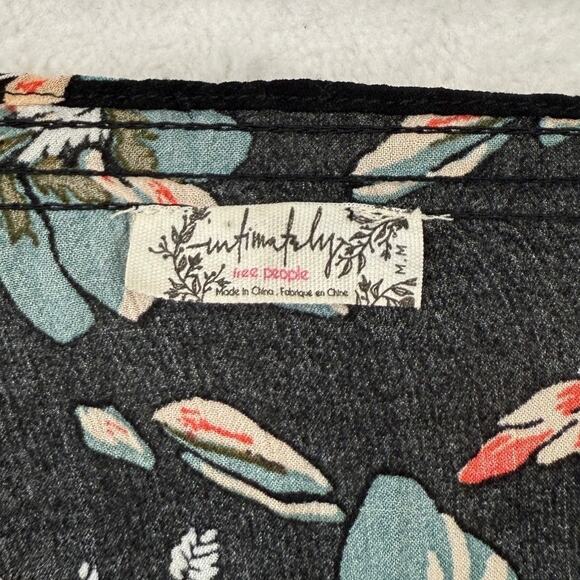 intimately
free people
Made in China . Fabriqué en Chine
M.M